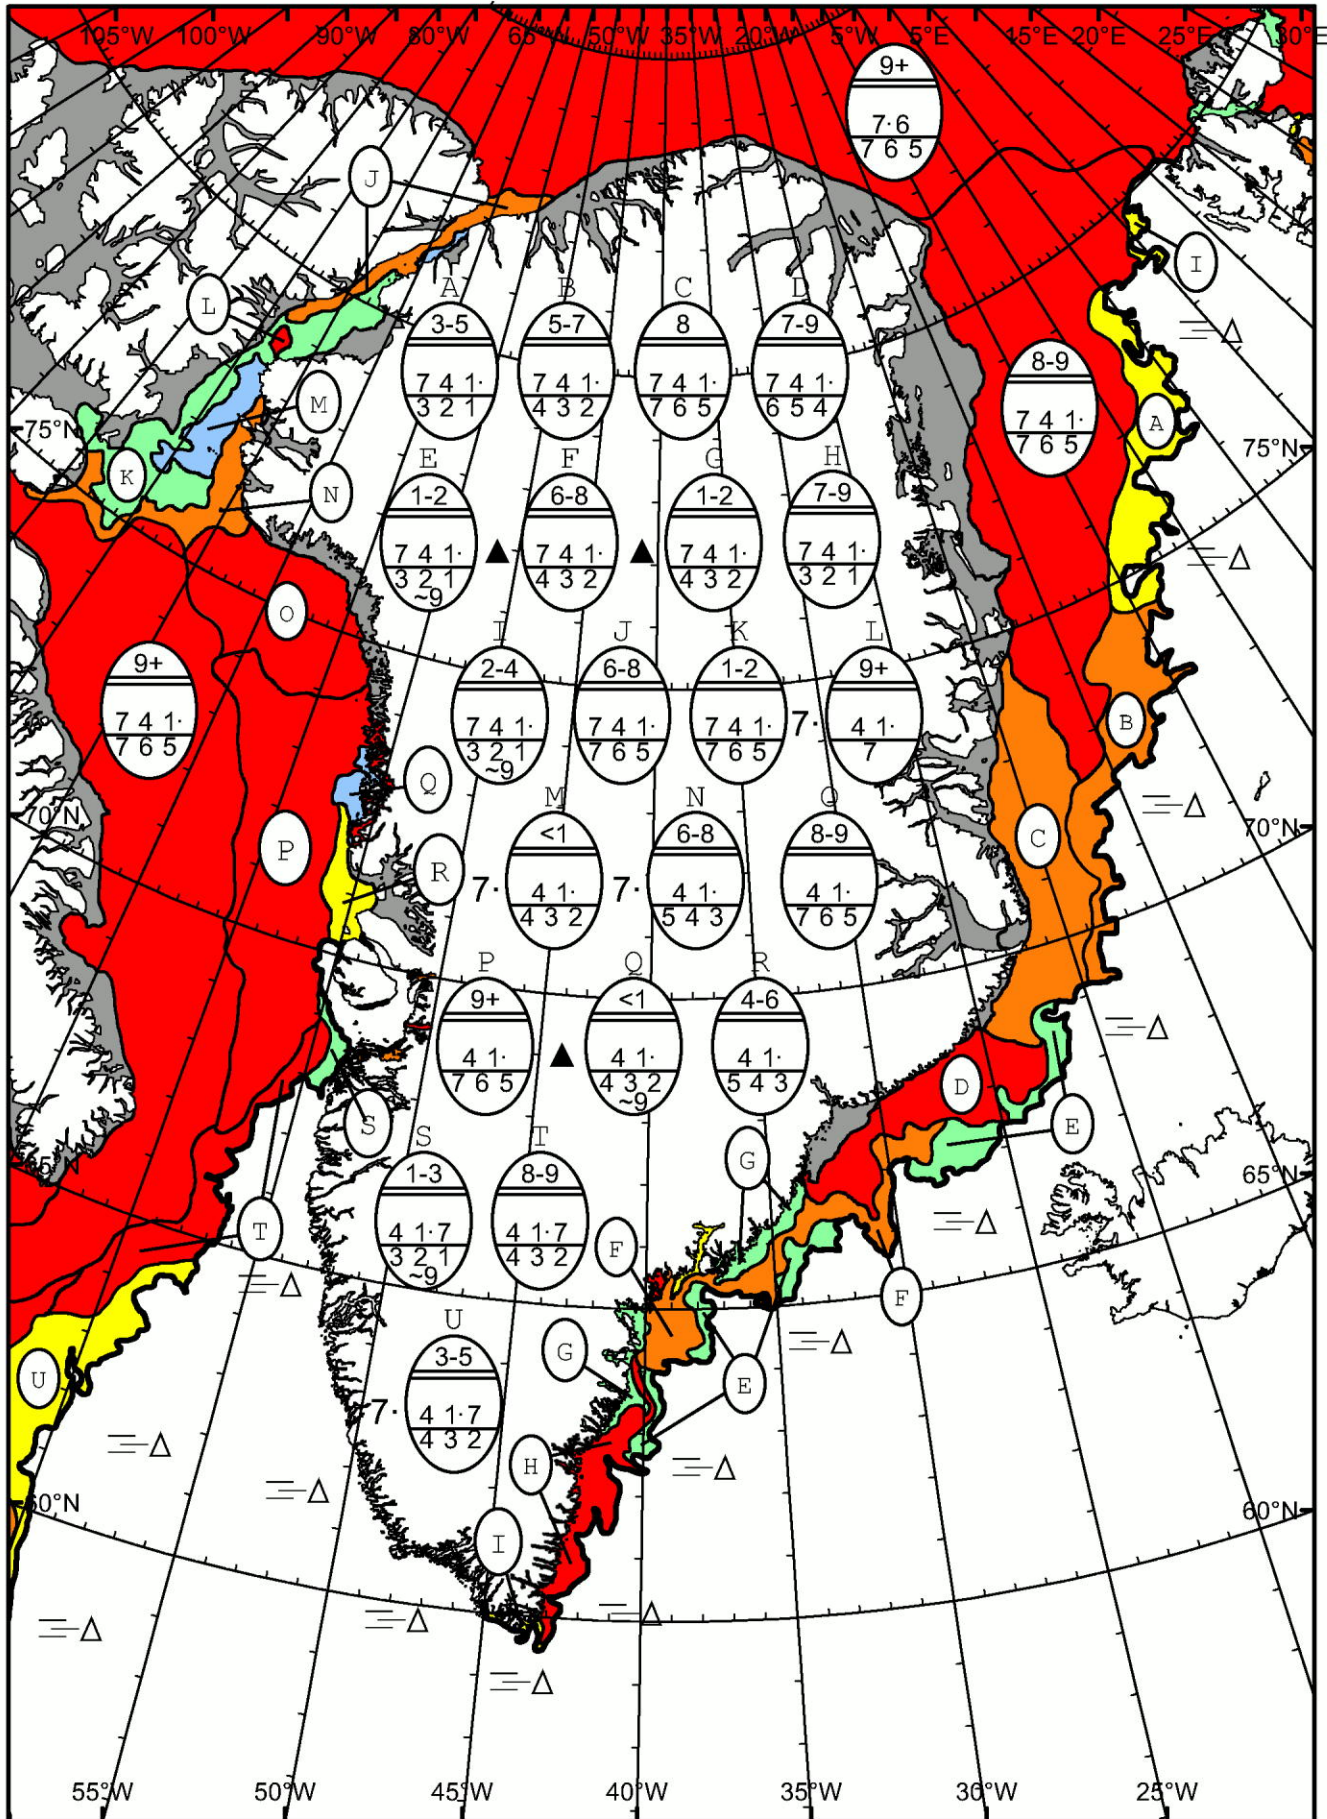 105°W 100°W 90°W 80°W 65°W 50°W 35°W 20°W 5°W 5°E 15°E 20°E 25°E 30°E
9+
7·6
7 6 5
J
I
L
A B C D
3-5 5-7 8 7-9
7 4 1· 7 4 1· 7 4 1· 7 4 1·
3 2 1 4 3 2 7 6 5 6 5 4
8-9
7 4 1·
7 6 5
M
A
75°N 75°N
K
N
E F G H
1-2 6-8 1-2 7-9
7 4 1· 7 4 1· 7 4 1· 7 4 1·
3 2 1 4 3 2 4 3 2 3 2 1
~9
O
9+
7 4 1·
7 6 5
I J K L
2-4 6-8 1-2 9+
7 4 1· 7 4 1· 7 4 1· 7· 4 1·
3 2 1 7 6 5 7 6 5 7
~9
B
Q
70°N 70°N
P
R
C
M N O
<1 6-8 8-9
7· 4 1· 7· 4 1· 4 1·
4 3 2 5 4 3 7 6 5
P Q R
9+ <1 4-6
4 1· 4 1· 4 1·
7 6 5 4 3 2 5 4 3
~9
D
S
E
G
65°N 65°N
S T
1-3 8-9
4 1·7 4 1·7
3 2 1 4 3 2
~9
T
F
F
U
3-5
7· 4 1·7
4 3 2
G
U
E
H
60°N 60°N
I
55°W 50°W 45°W 40°W 35°W 30°W 25°W